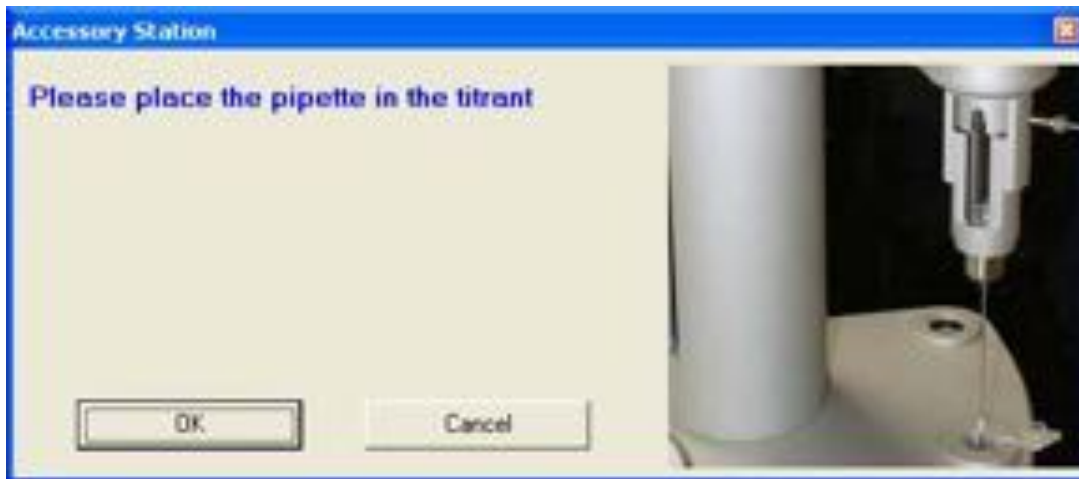 Accessory Station
Please place the pipette in the titrant
OK
Cancel